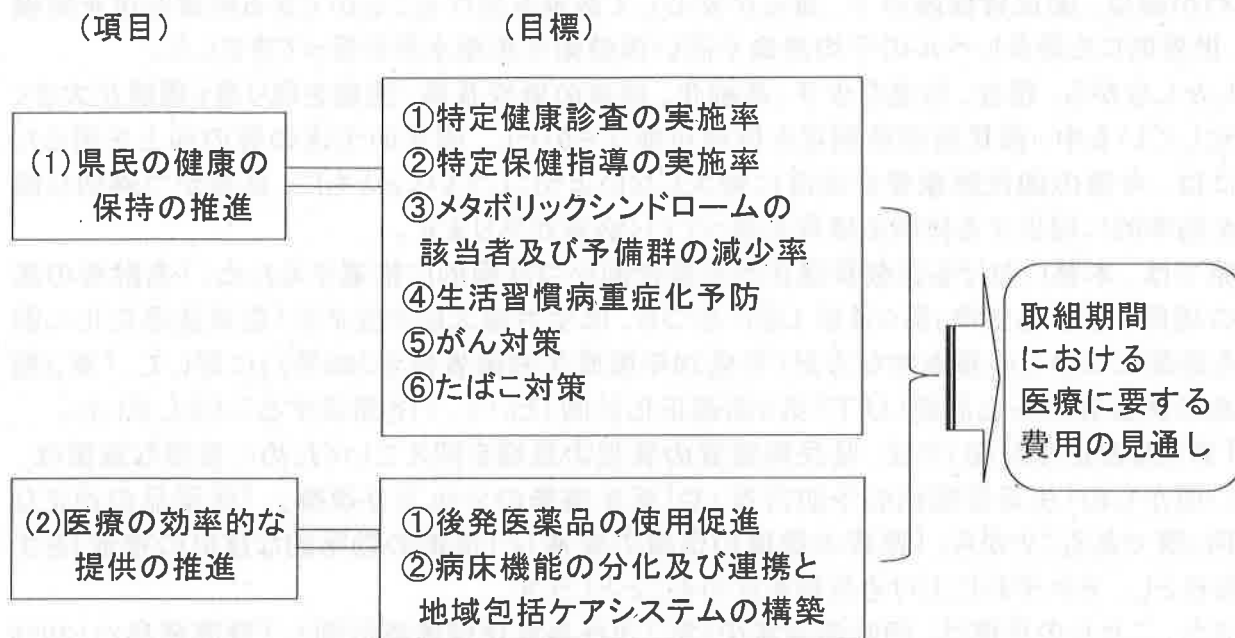 (項目)
(目標)
(1)県民の健康の
保持の推進
①特定健康診査の実施率
②特定保健指導の実施率
③メタボリックシンドロームの
該当者及び予備群の減少率
④生活習慣病重症化予防
⑤がん対策
⑥たばこ対策
(2)医療の効率的な
提供の推進
①後発医薬品の使用促進
②病床機能の分化及び連携と
地域包括ケアシステムの構築
取組期間
における
医療に要する
費用の見通し